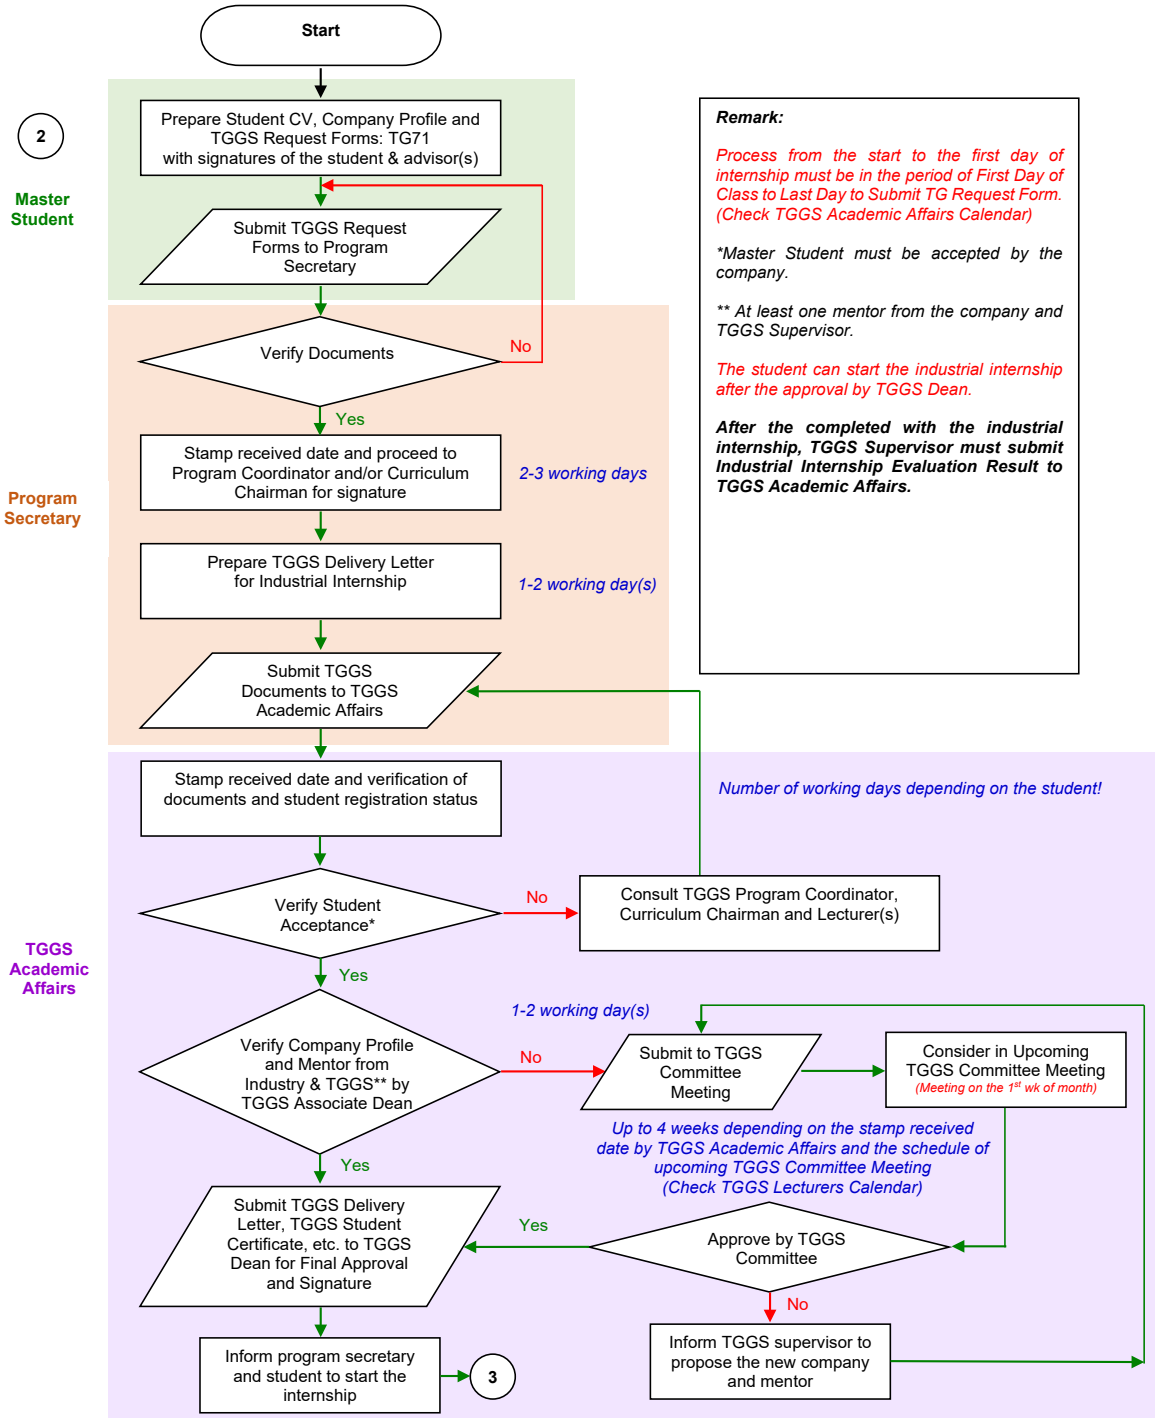 Start
2
Master
Student
Prepare Student CV, Company Profile and
TGGS Request Forms: TG71
with signatures of the student & advisor(s)
Submit TGGS Request
Forms to Program
Secretary
Remark:
Process from the start to the first day of
internship must be in the period of First Day of
Class to Last Day to Submit TG Request Form.
(Check TGGS Academic Affairs Calendar)
*Master Student must be accepted by the
company.
** At least one mentor from the company and
TGGS Supervisor.
The student can start the industrial internship
after the approval by TGGS Dean.
After the completed with the industrial
internship, TGGS Supervisor must submit
Industrial Internship Evaluation Result to
TGGS Academic Affairs.
Verify Documents
No
Yes
Program
Secretary
Stamp received date and proceed to
Program Coordinator and/or Curriculum
Chairman for signature
2-3 working days
Prepare TGGS Delivery Letter
for Industrial Internship
1-2 working day(s)
Submit TGGS
Documents to TGGS
Academic Affairs
Stamp received date and verification of
documents and student registration status
Number of working days depending on the student!
TGGS
Academic
Affairs
Verify Student
Acceptance*
No
Consult TGGS Program Coordinator,
Curriculum Chairman and Lecturer(s)
Yes
1-2 working day(s)
Verify Company Profile
and Mentor from
Industry & TGGS** by
TGGS Associate Dean
No
Submit to TGGS
Committee
Meeting
Consider in Upcoming
TGGS Committee Meeting
(Meeting on the 1st wk of month)
Up to 4 weeks depending on the stamp received
date by TGGS Academic Affairs and the schedule of
upcoming TGGS Committee Meeting
(Check TGGS Lecturers Calendar)
Yes
Submit TGGS Delivery
Letter, TGGS Student
Certificate, etc. to TGGS
Dean for Final Approval
and Signature
Yes
Approve by TGGS
Committee
No
Inform program secretary
and student to start the
internship
3
Inform TGGS supervisor to
propose the new company
and mentor